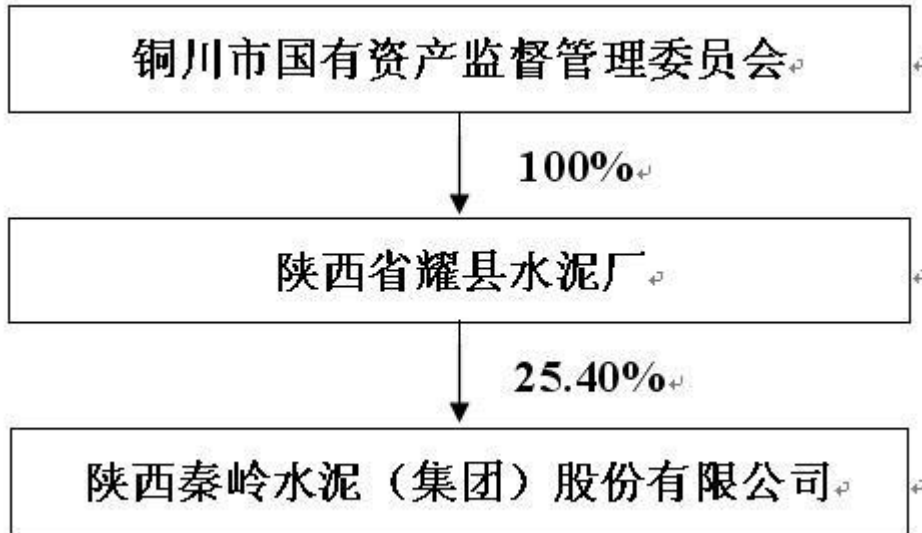 铜川市国有资产监督管理委员会
100%
陕西省耀县水泥厂
25.40%
陕西秦岭水泥（集团）股份有限公司